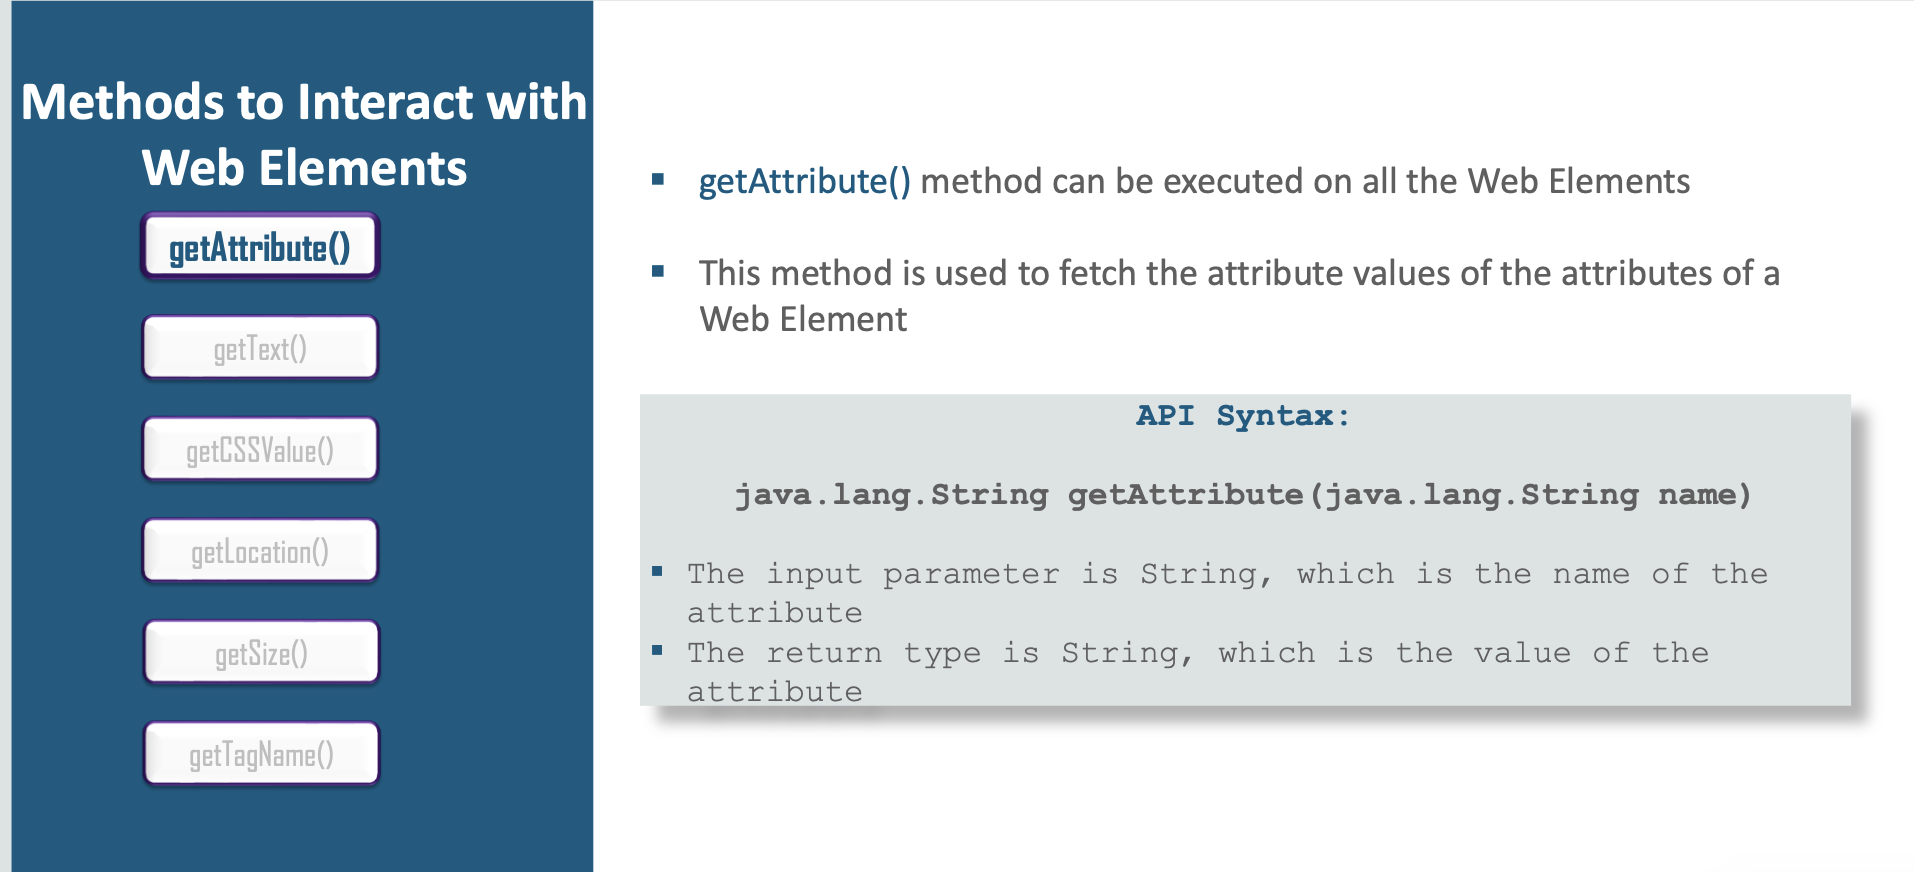 Methods to Interact with
Web Elements
getAttribute()
getText()
getCSSValue()
getLocation()
getSize()
getTagName()
▪ getAttribute() method can be executed on all the Web Elements
▪ This method is used to fetch the attribute values of the attributes of a
Web Element
API Syntax:
java.lang.String getAttribute(java.lang.String name)
▪ The input parameter is String, which is the name of the
attribute
▪ The return type is String, which is the value of the
attribute